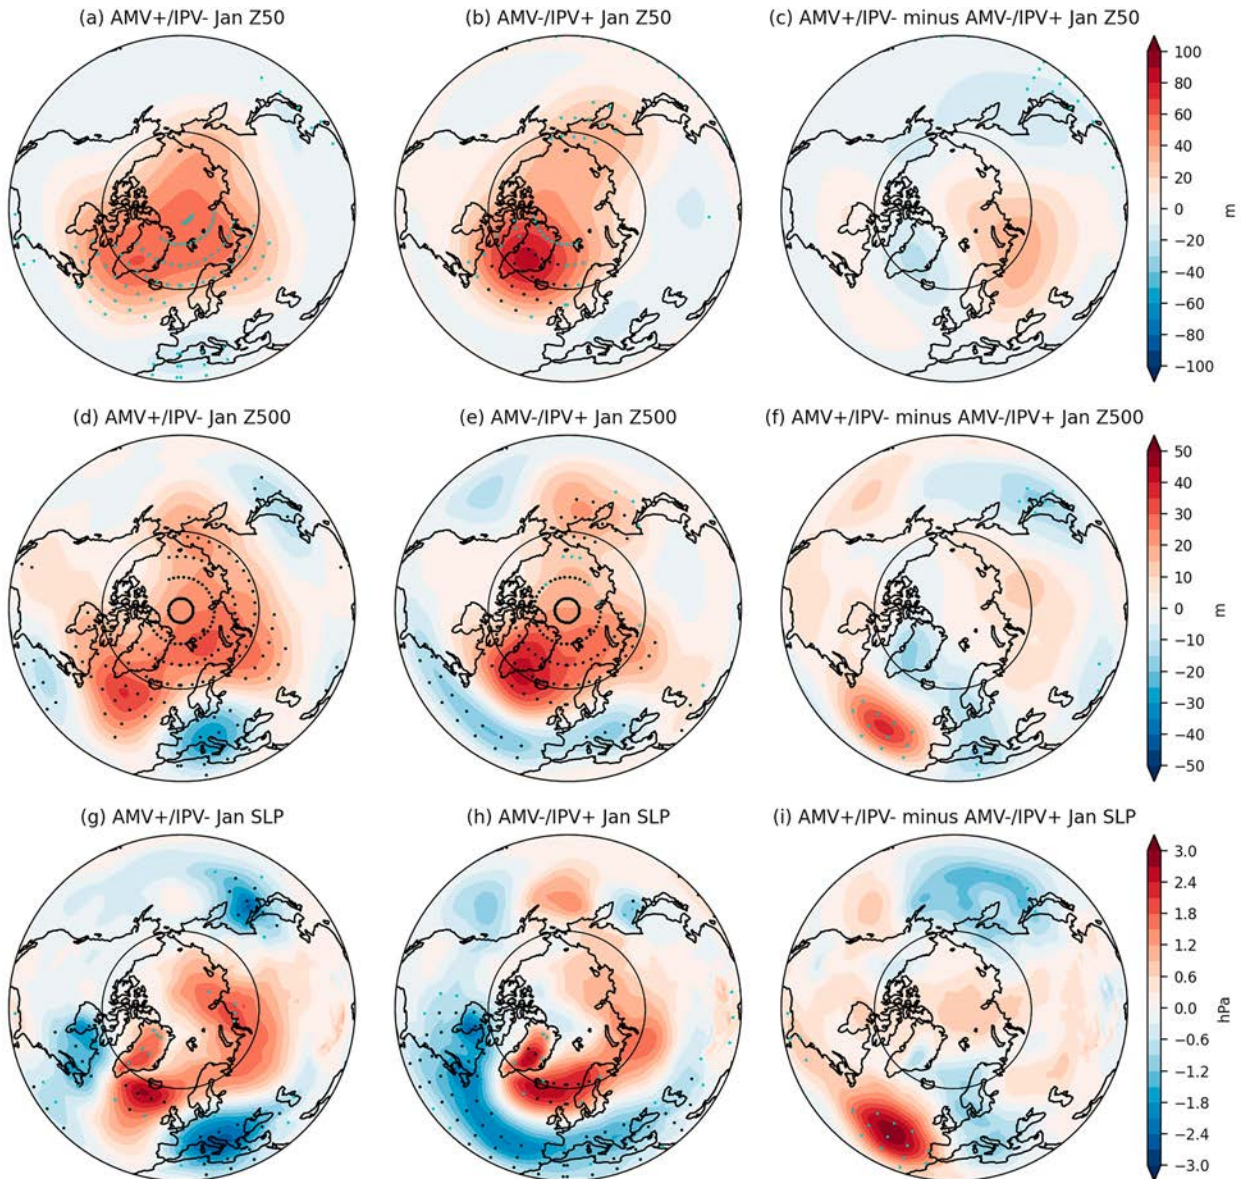 (a) AMV+/IPV- Jan Z50
(b) AMV-/IPV+ Jan Z50
(c) AMV+/IPV- minus AMV-/IPV+ Jan Z50
100
80
60
40
20
0
−20
−40
−60
−80
−100
m
(d) AMV+/IPV- Jan Z500
(e) AMV-/IPV+ Jan Z500
(f) AMV+/IPV- minus AMV-/IPV+ Jan Z500
50
40
30
20
10
0
−10
−20
−30
−40
−50
m
(g) AMV+/IPV- Jan SLP
(h) AMV-/IPV+ Jan SLP
(i) AMV+/IPV- minus AMV-/IPV+ Jan SLP
3.0
2.4
1.8
1.2
0.6
0.0
−0.6
−1.2
−1.8
−2.4
−3.0
hPa